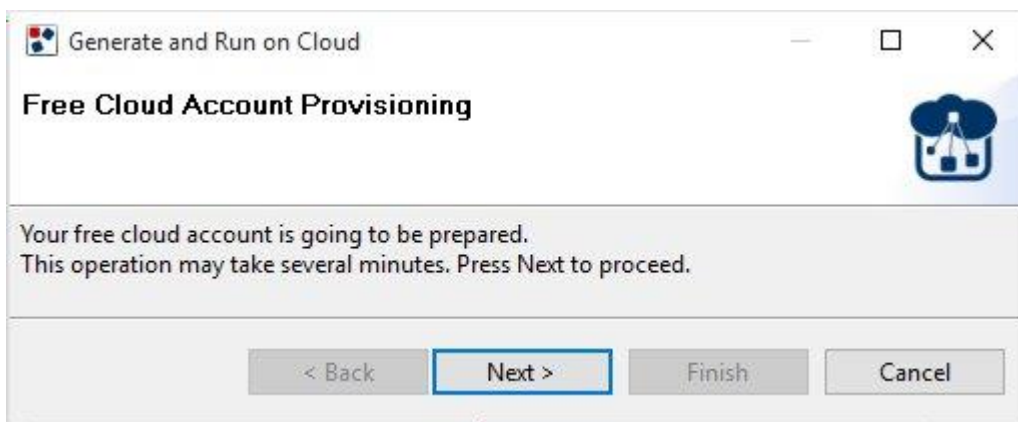 Generate and Run on Cloud
Free Cloud Account Provisioning
Your free cloud account is going to be prepared.
This operation may take several minutes. Press Next to proceed.
< Back Next > Finish Cancel